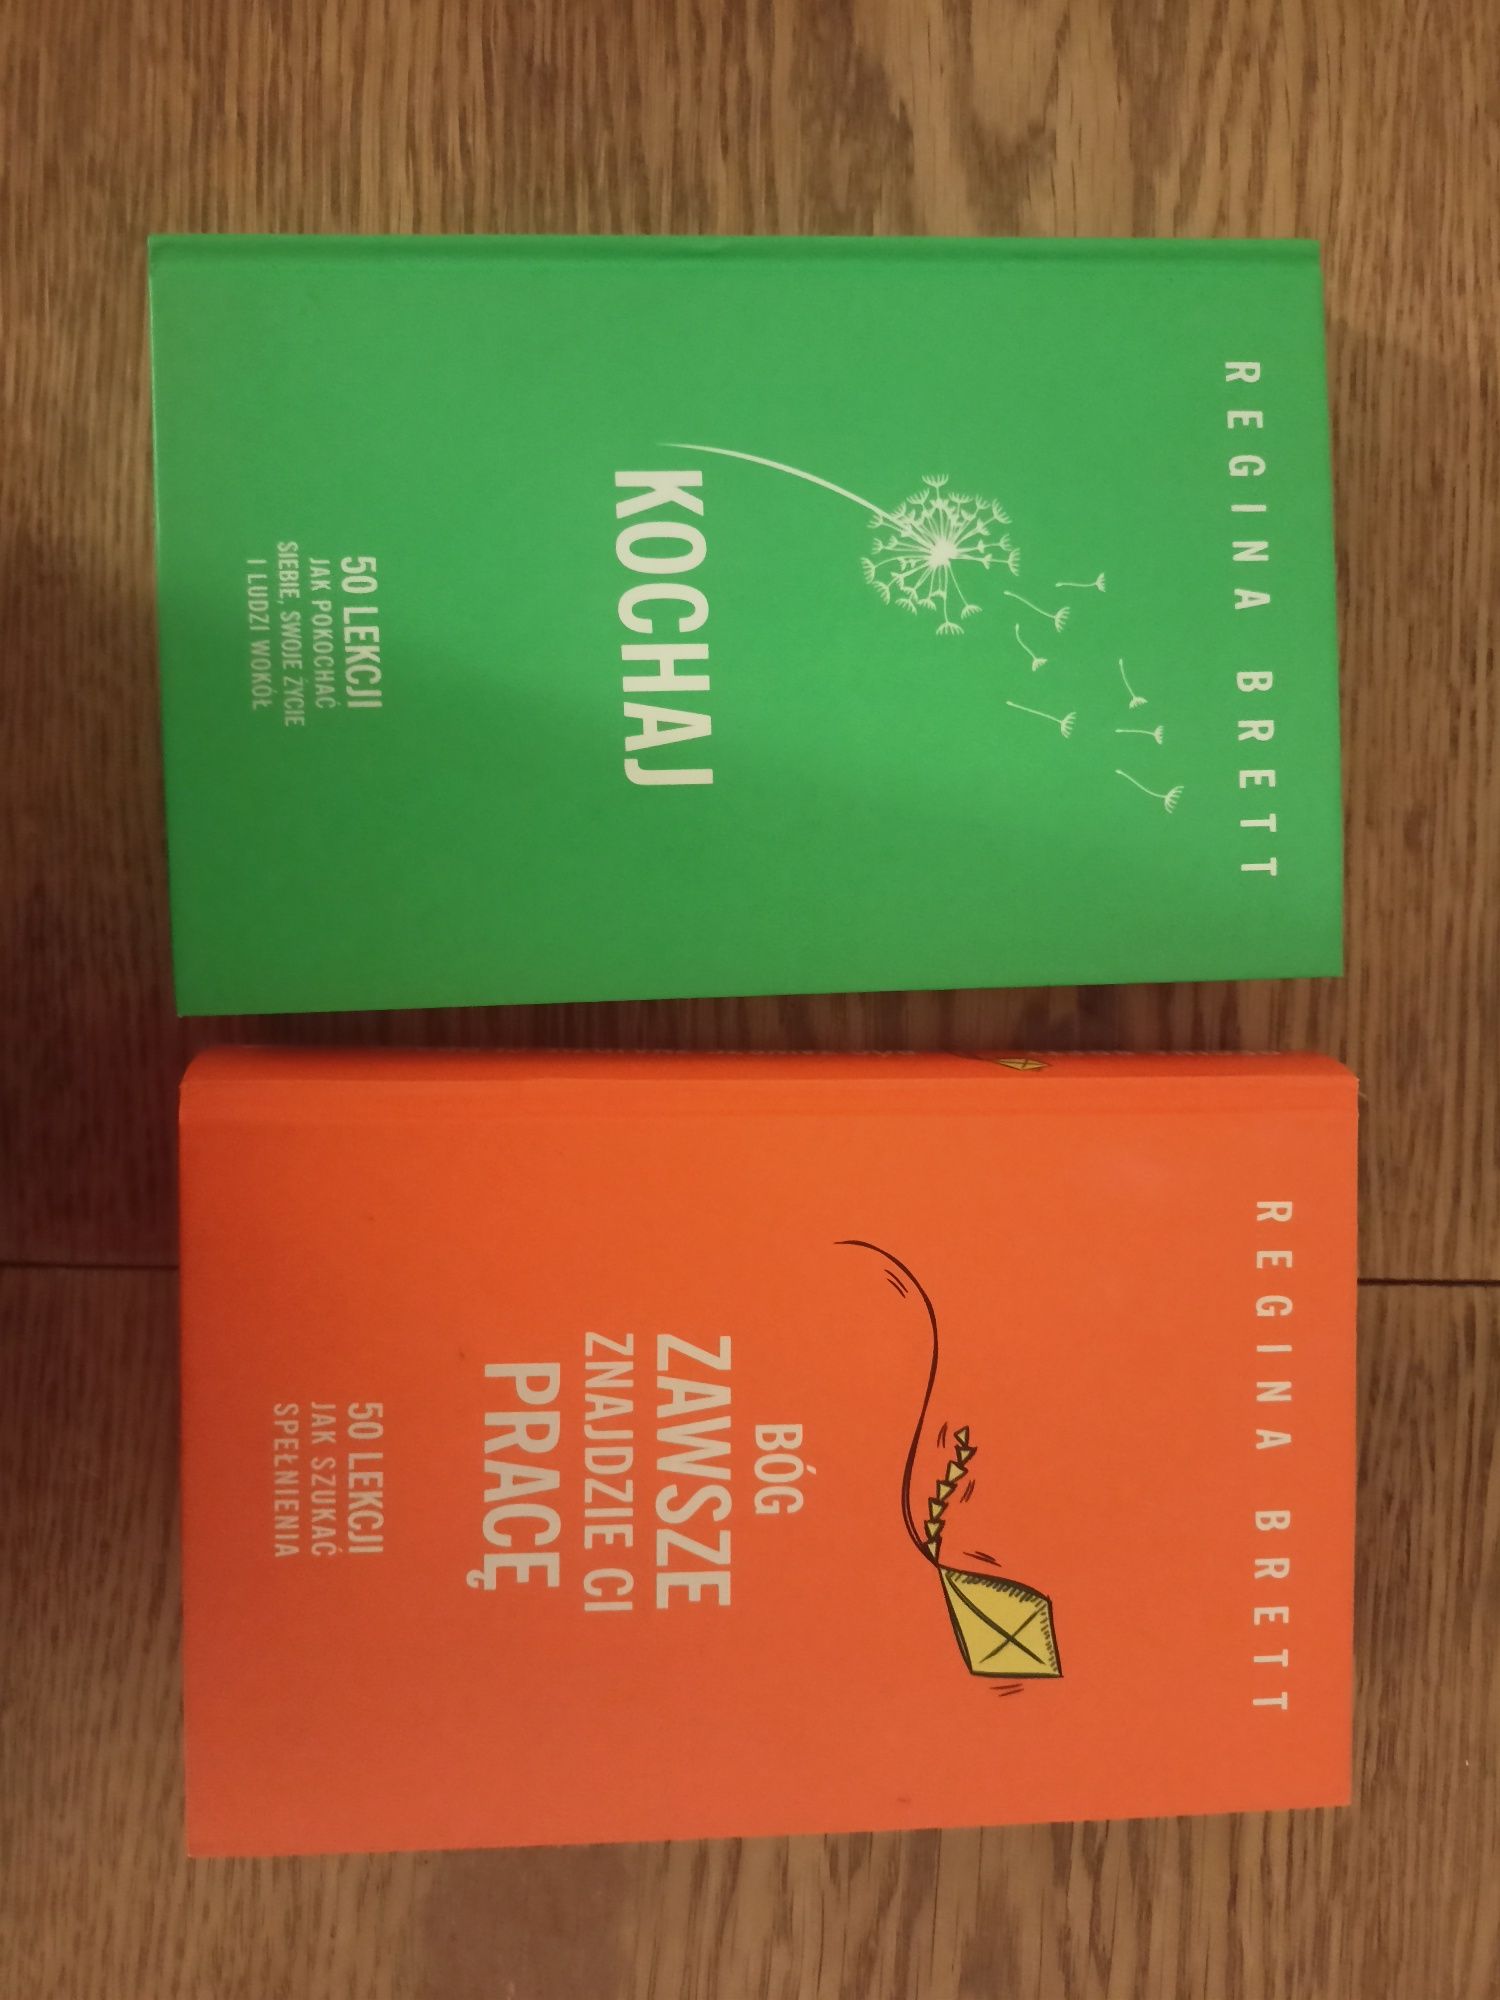 REGINA BRETT
KOCHAJ
50 LEKCJI
JAK POKOCHAĆ
SIEBIE, SWOJE ŻYCIE
I LUDZI WOKÓŁ
REGINA BRETT
BÓG
ZAWSZE
ZNAJDZIE CI
PRACĘ
50 LEKCJI
JAK SZUKAĆ
SPEŁNIENIA